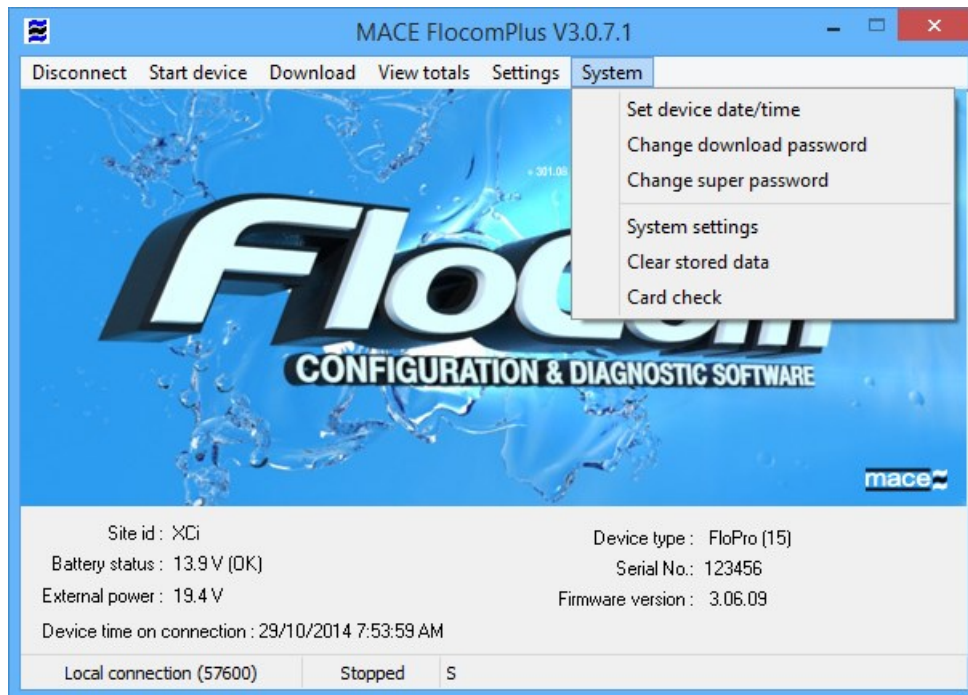 MACE FlocomPlus V3.0.7.1
Disconnect Start device Download View totals Settings System
Set device date/time
Change download password
Change super password
System settings
Clear stored data
Card check
+ 301.08
CONFIGURATION & DIAGNOSTIC SOFTWARE
mace
Site id : XCi
Battery status : 13.9 V (OK)
External power : 19.4 V
Device time on connection : 29/10/2014 7:53:59 AM
Device type : FloPro (15)
Serial No.: 123456
Firmware version : 3.06.09
Local connection (57600) Stopped S